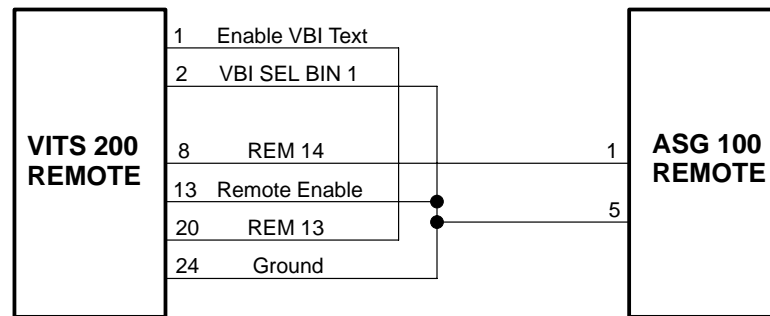 1 Enable VBI Text
2 VBI SEL BIN 1
VITS 200
REMOTE
8 REM 14
13 Remote Enable
20 REM 13
24 Ground
1
5
ASG 100
REMOTE